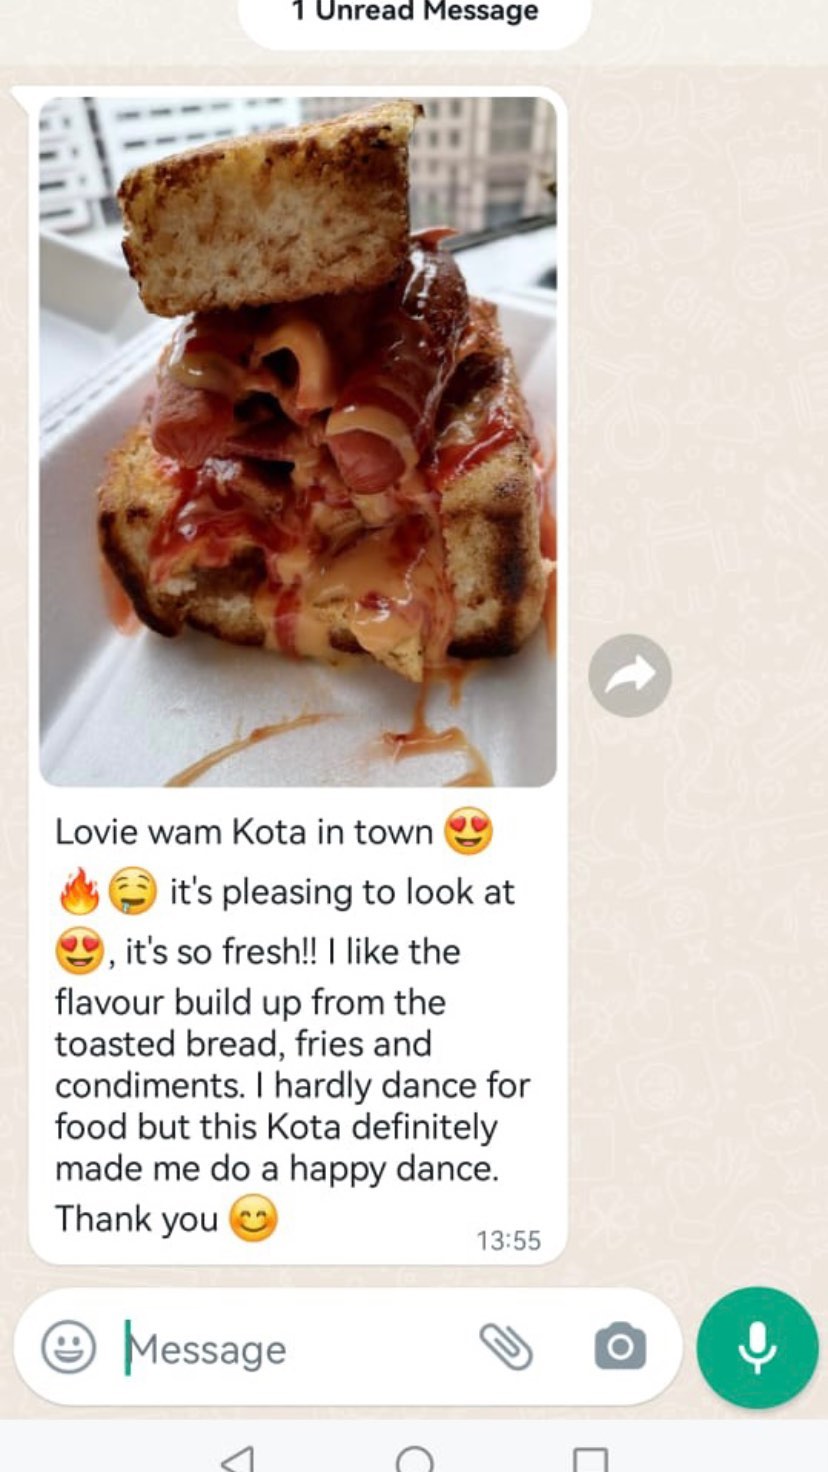 1 Unread Message
Lovie wam Kota in town 😍
🔥🤤 it's pleasing to look at
😍, it's so fresh!! I like the
flavour build up from the
toasted bread, fries and
condiments. I hardly dance for
food but this Kota definitely
made me do a happy dance.
Thank you 😊
13:55
Message